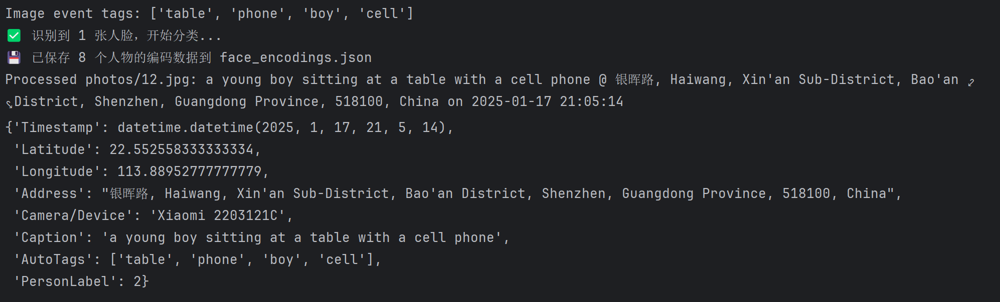 Image event tags: ['table', 'phone', 'boy', 'cell']
✅ 识别到 1 张人脸，开始分类...
💾 已保存 8 个人物的编码数据到 face_encodings.json
Processed photos/12.jpg: a young boy sitting at a table with a cell phone @ 银晖路, Haiwang, Xin'an Sub-District, Bao'an
District, Shenzhen, Guangdong Province, 518100, China on 2025-01-17 21:05:14
{'Timestamp': datetime.datetime(2025, 1, 17, 21, 5, 14),
 'Latitude': 22.552558333333334,
 'Longitude': 113.88952777777779,
 'Address': "银晖路, Haiwang, Xin'an Sub-District, Bao'an District, Shenzhen, Guangdong Province, 518100, China",
 'Camera/Device': 'Xiaomi 2203121C',
 'Caption': 'a young boy sitting at a table with a cell phone',
 'AutoTags': ['table', 'phone', 'boy', 'cell'],
 'PersonLabel': 2}